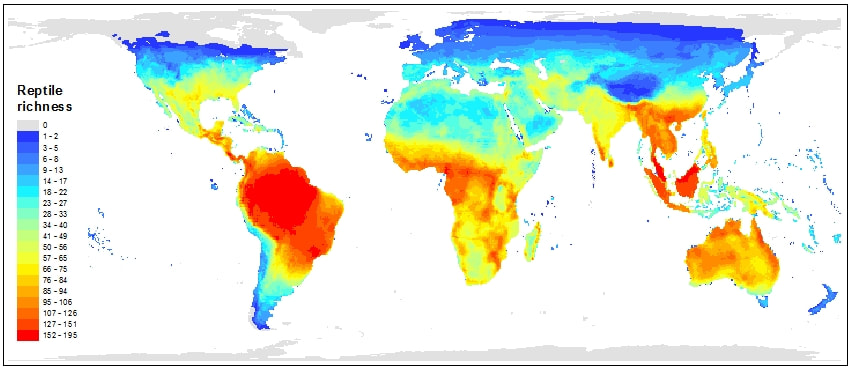 Reptile
richness
0
1 - 2
3 - 5
6 - 8
9 - 13
14 - 17
18 - 22
23 - 27
28 - 33
34 - 40
41 - 49
50 - 56
57 - 65
66 - 75
76 - 84
85 - 94
95 - 106
107 - 126
127 - 151
152 - 195